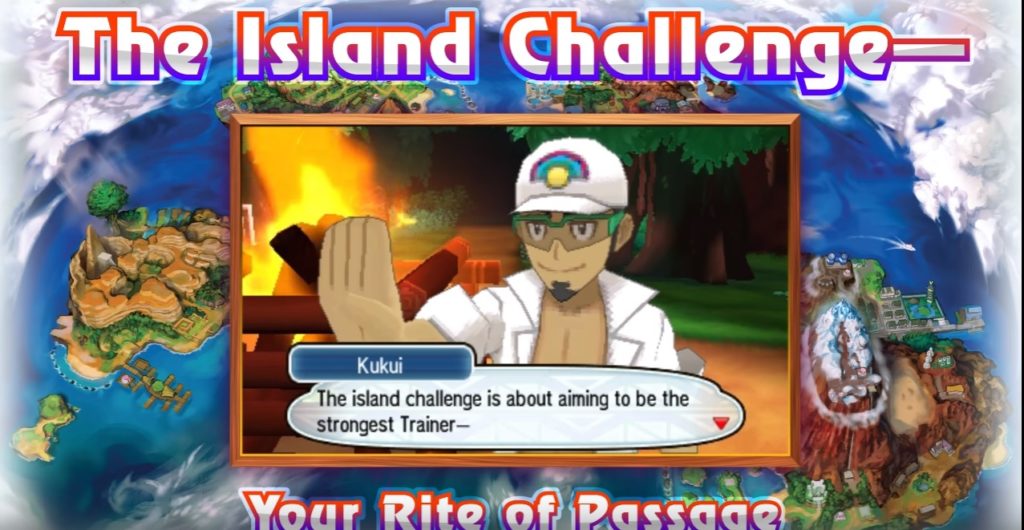 The Island Challenge—
Kukui
The island challenge is about aiming to be the
strongest Trainer—
Your Rite of Passage